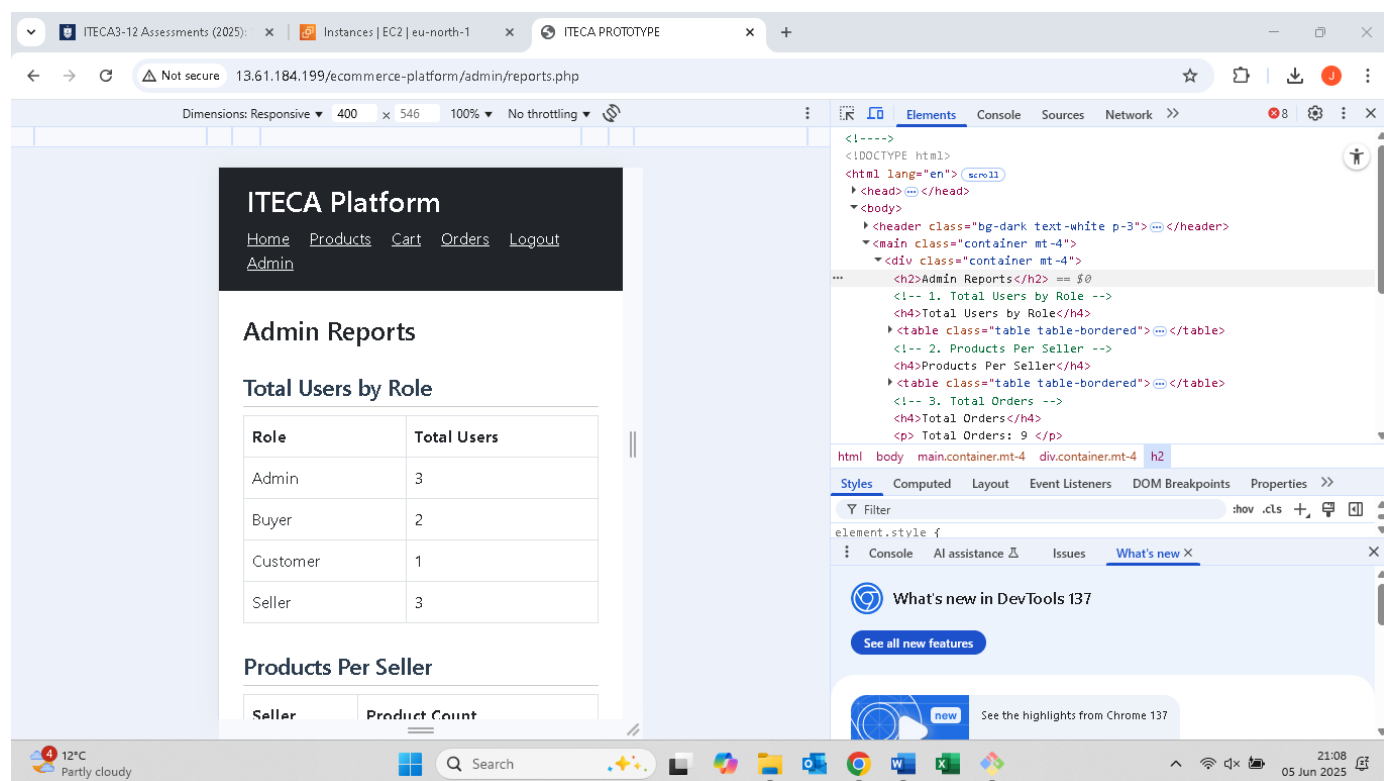 ITECA3-12 Assessments (2025): Instances | EC2 | eu-north-1 ITECA PROTOTYPE
Not secure 13.61.184.199/ecommerce-platform/admin/reports.php J
Dimensions: Responsive 400 x 546 100% No throttling
Elements Console Sources Network 8
ITECA Platform
Home Products Cart Orders Logout
Admin
Admin Reports
Total Users by Role
Role Total Users
Admin 3
Buyer 2
Customer 1
Seller 3
Products Per Seller
Seller Product Count
<!---->
<!DOCTYPE html>
<html lang="en"> scroll
<head> </head>
<body>
<header class="bg-dark text-white p-3"> </header>
<main class="container mt-4">
<div class="container mt-4">
<h2>Admin Reports</h2> == $0
<!-- 1. Total Users by Role -->
<h4>Total Users by Role</h4>
<table class="table table-bordered"> </table>
<!-- 2. Products Per Seller -->
<h4>Products Per Seller</h4>
<table class="table table-bordered"> </table>
<!-- 3. Total Orders -->
<h4>Total Orders</h4>
<p> Total Orders: 9 </p>
html body main.container.mt-4 div.container.mt-4 h2
Styles Computed Layout Event Listeners DOM Breakpoints Properties
Filter :hov .cls
element.style {
Console AI assistance Issues What's new
What's new in DevTools 137
See all new features
new See the highlights from Chrome 137
4 12°C
Partly cloudy
Search
21:08
05 Jun 2025